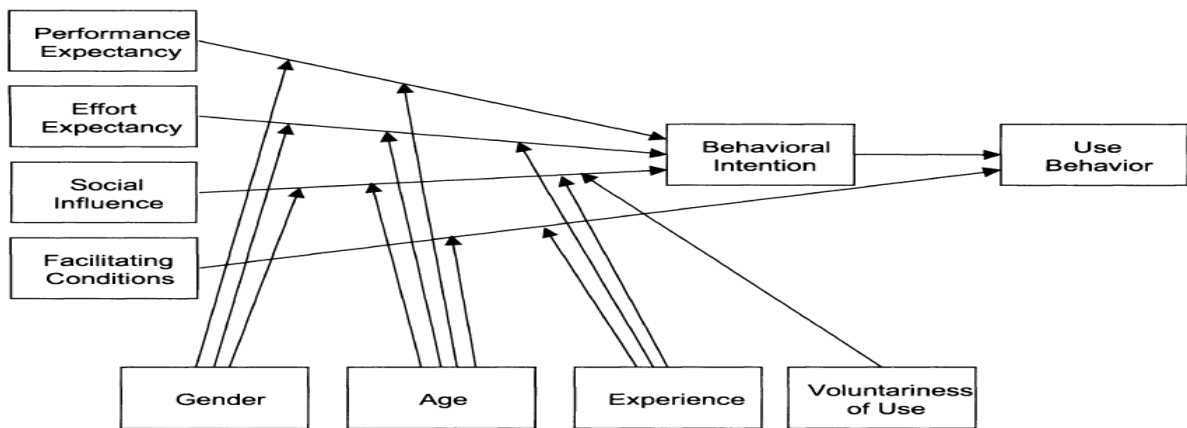 Performance
Expectancy
Effort
Expectancy
Social
Influence
Facilitating
Conditions
Behavioral
Intention
Use
Behavior
Gender
Age
Experience
Voluntariness
of Use